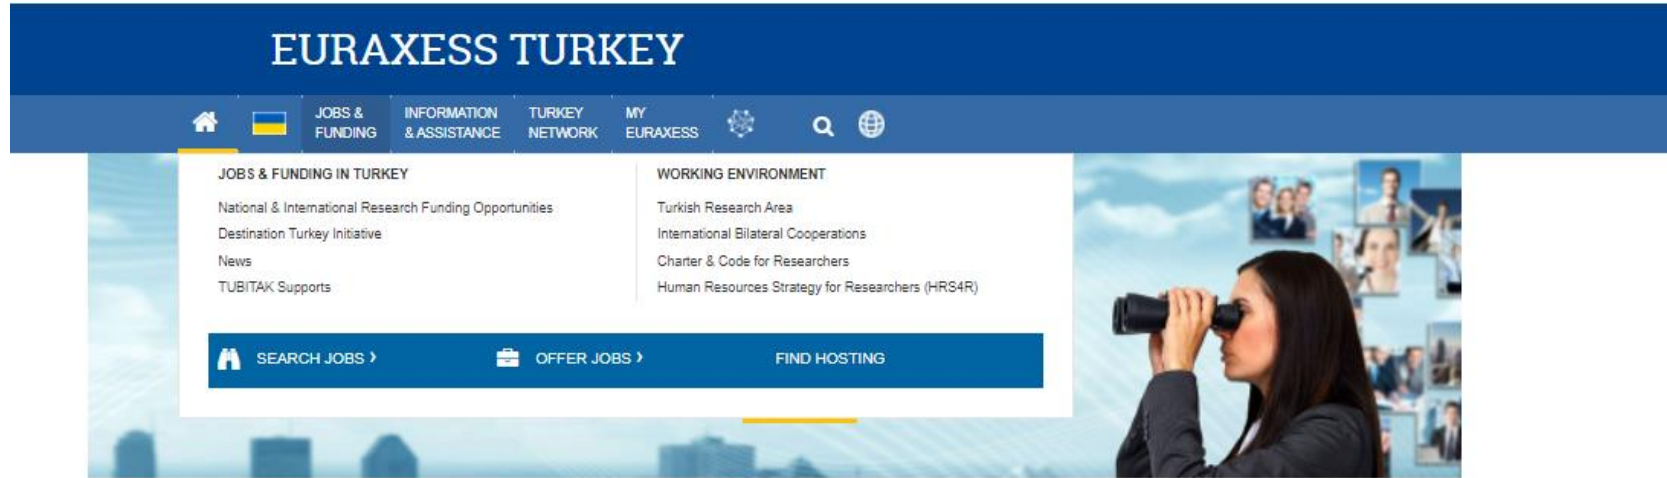 EURAXESS TURKEY
JOBS &
FUNDING
INFORMATION
& ASSISTANCE
TURKEY
NETWORK
MY
EURAXESS
JOBS & FUNDING IN TURKEY
National & International Research Funding Opportunities
Destination Turkey Initiative
News
TUBITAK Supports
WORKING ENVIRONMENT
Turkish Research Area
International Bilateral Cooperations
Charter & Code for Researchers
Human Resources Strategy for Researchers (HRS4R)
SEARCH JOBS ›
OFFER JOBS ›
FIND HOSTING